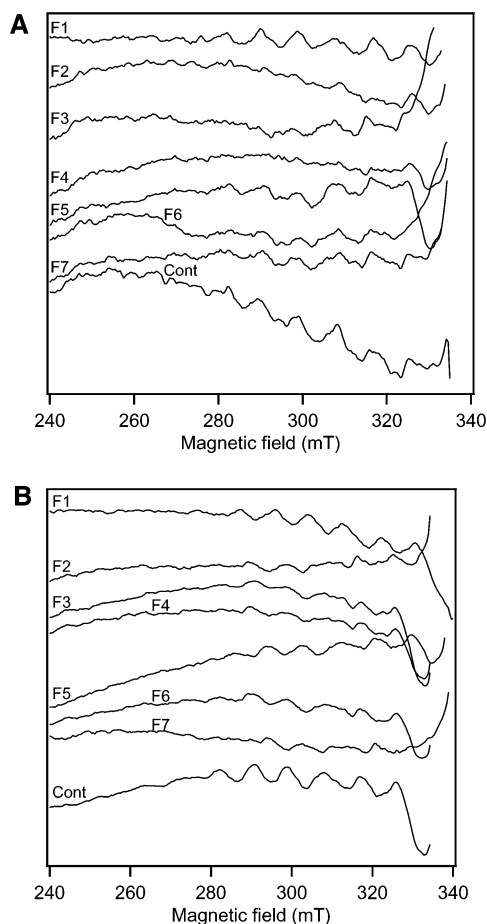 A
F1
F2
F3
F4
F5
F6
F7
Cont
240 260 280 300 320 340
Magnetic field (mT)
B
F1
F2
F3
F4
F5
F6
F7
Cont
240 260 280 300 320 340
Magnetic field (mT)